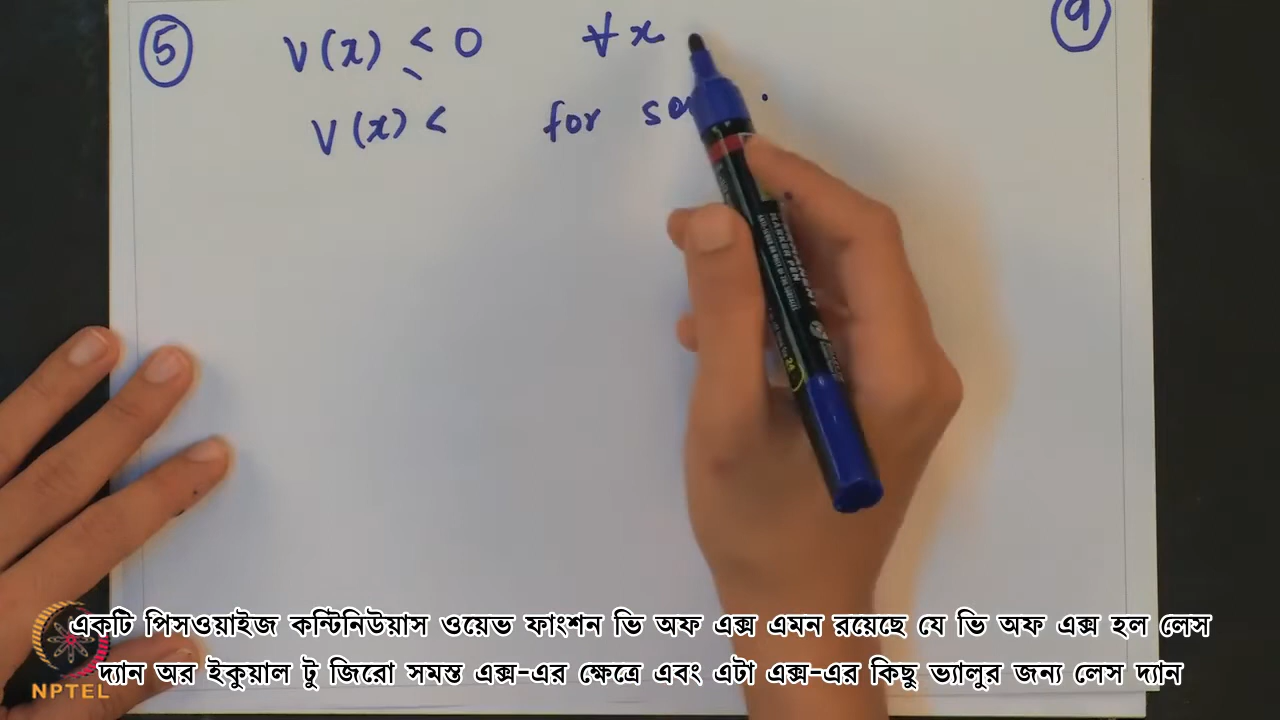 ⑤ V(x) ≤ 0 ∀ x 9
V(x) < for
একটি পিসওয়াইজ কন্টিনিউয়াস ওয়েভ ফাংশন ভি অফ এক্স এমন রয়েছে যে ভি অফ এক্স হল লেস
দ্যান অর ইকুয়াল টু জিরো সমস্ত এক্স-এর ক্ষেত্রে এবং এটা এক্স-এর কিছু ভ্যালুর জন্য লেস দ্যান
NPTEL